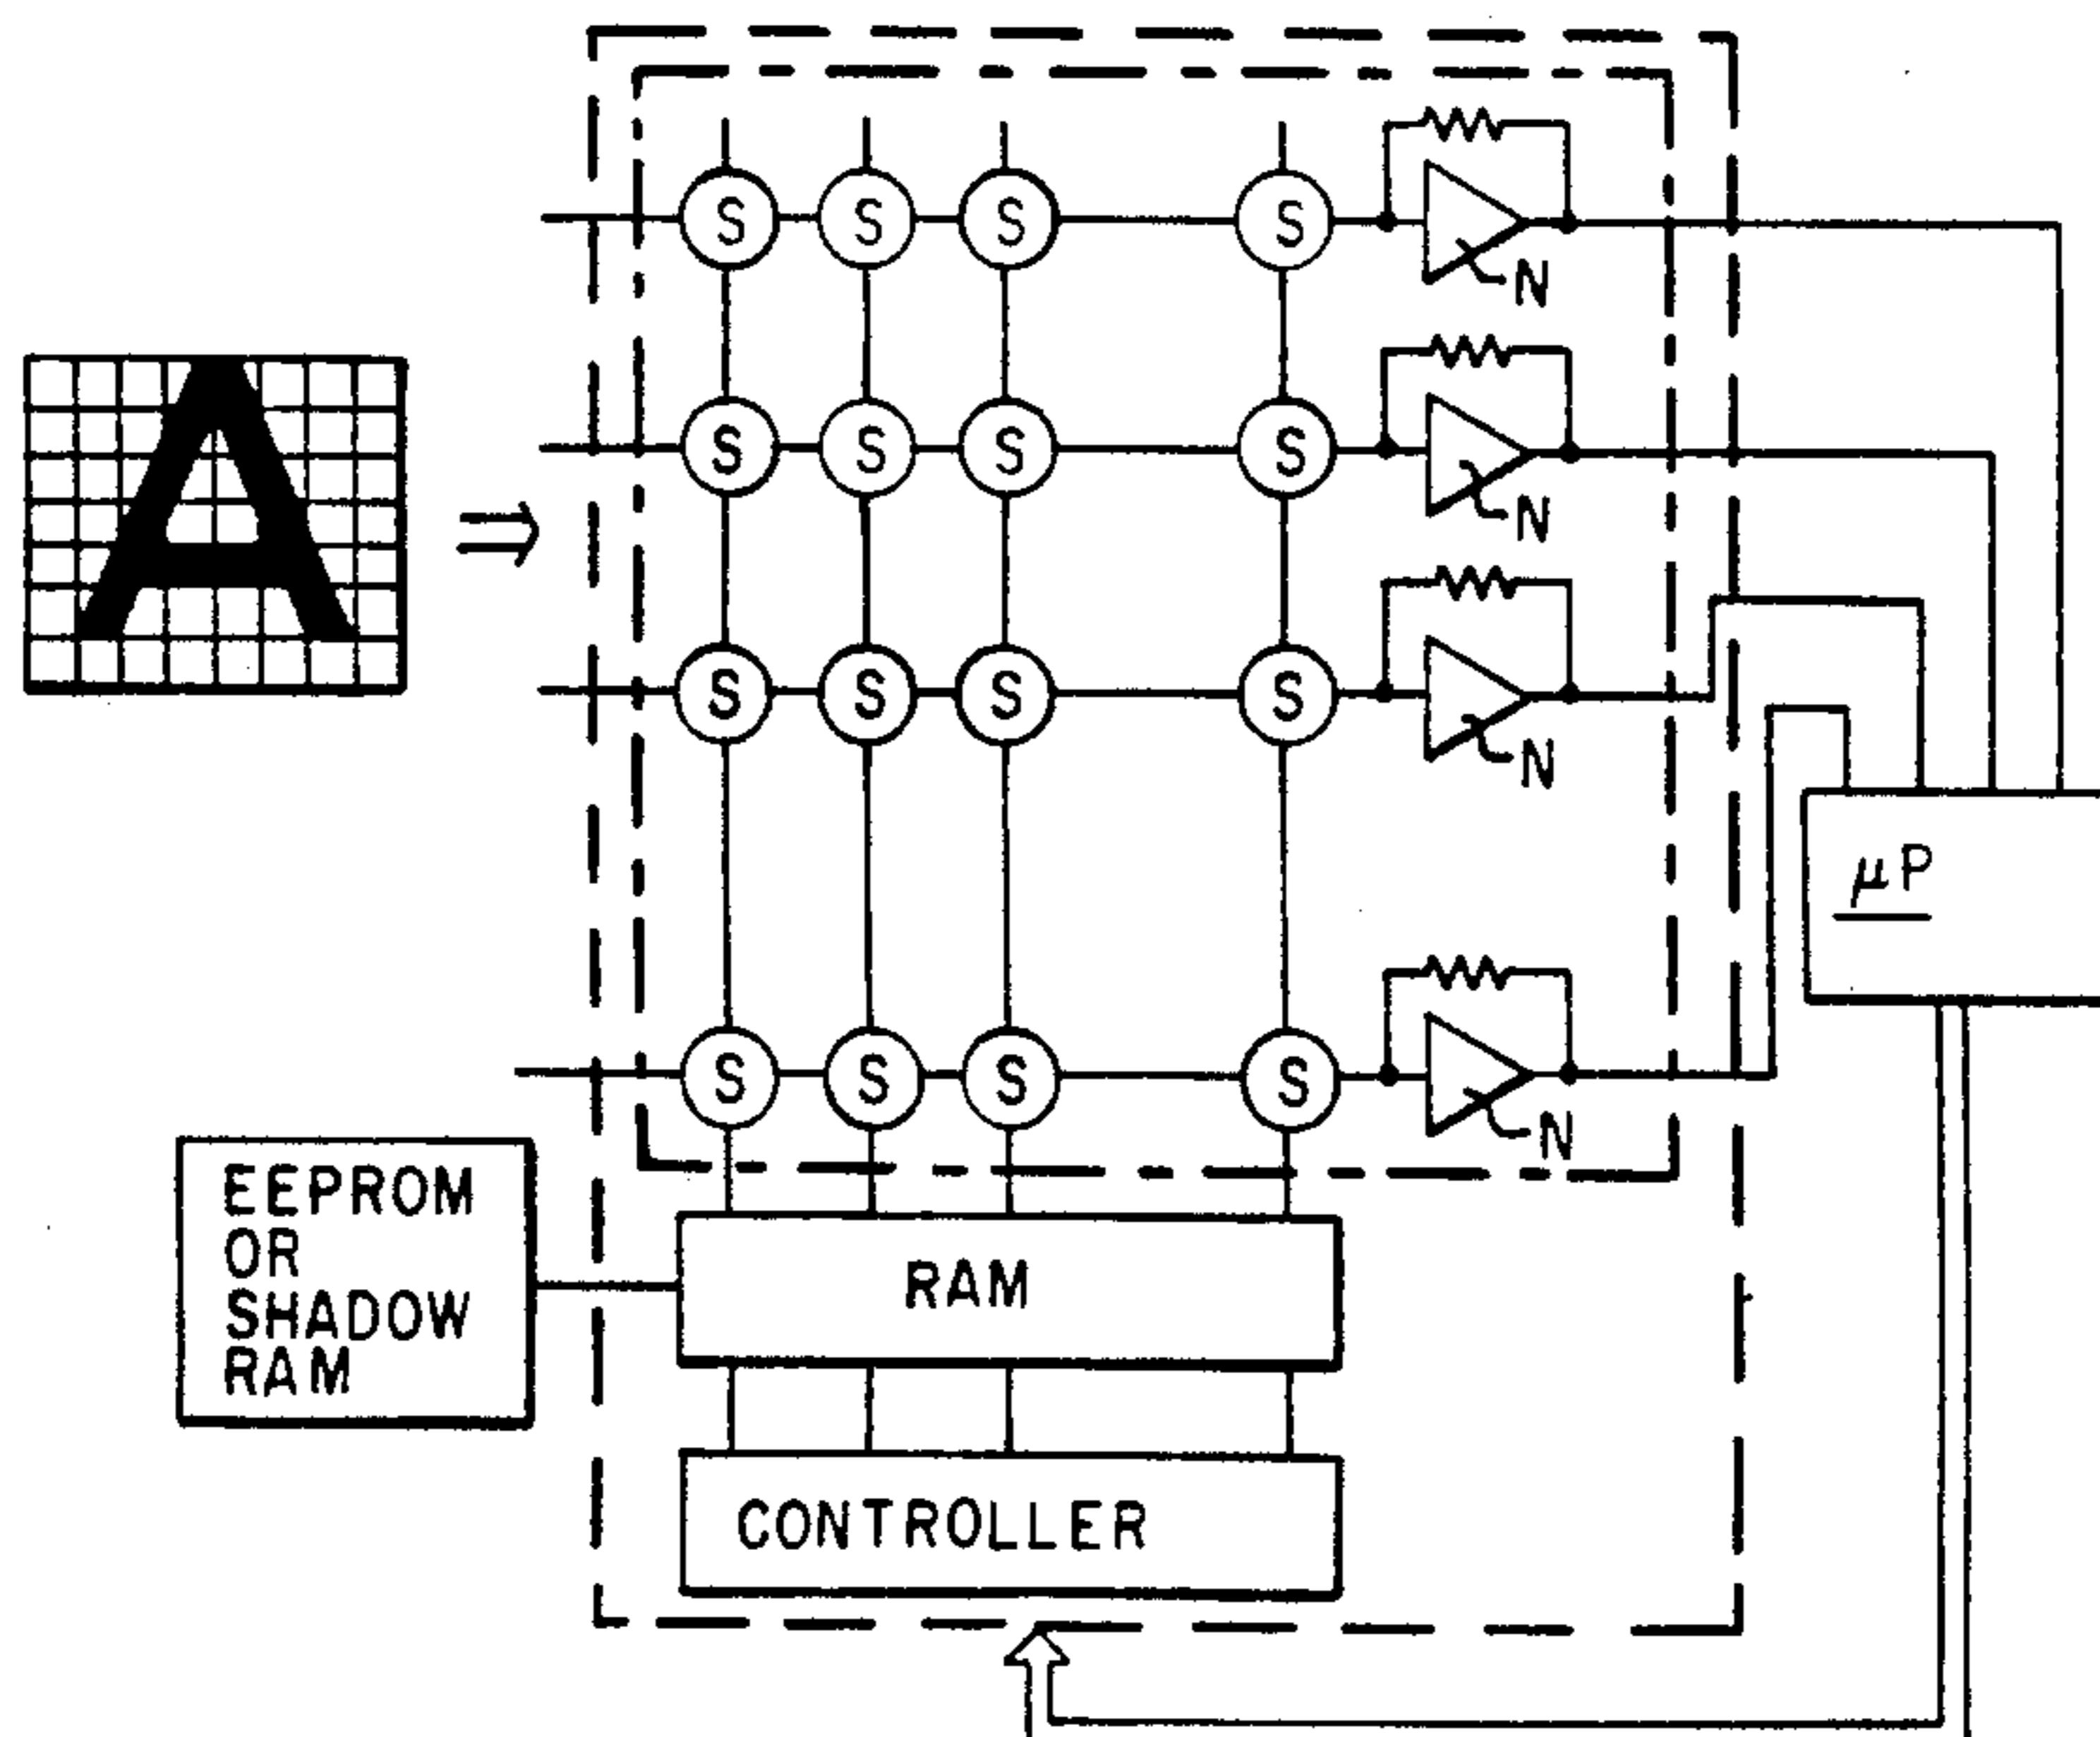 S S S S
N
S S S S
N
A
S S S S
N
μP
S S S S
N
EEPROM
OR
SHADOW
RAM
RAM
CONTROLLER